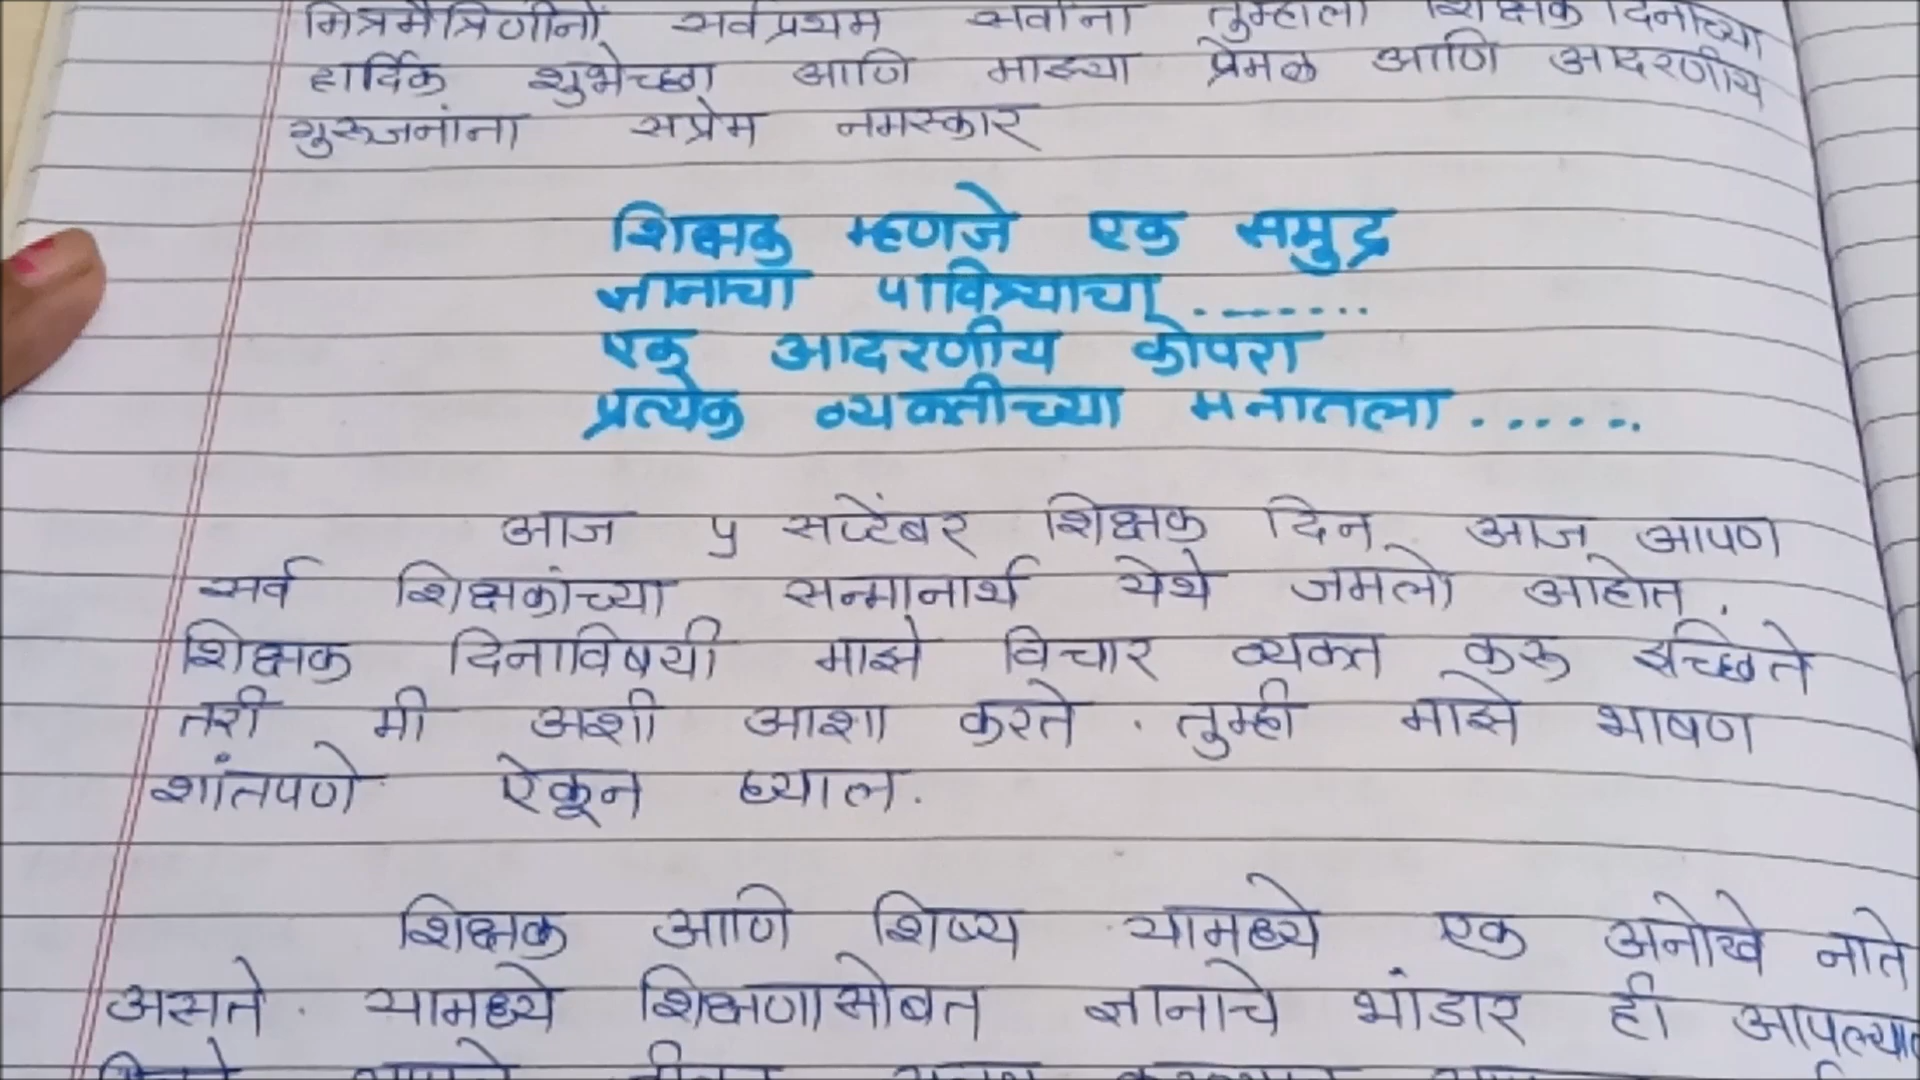 मित्रमैत्रिणींनो सर्वप्रथम सर्वांना तुम्हाला शिक्षक दिनाच्या
हार्दिक शुभेच्छा आणि माझ्या प्रेमळ आणि आदरणीय
गुरुजनांना सप्रेम नमस्कार
शिक्षक म्हणजे एक समुद्र
ज्ञानाचा पावित्र्याचा.......
एक आदरणीय कोपरा
प्रत्येक व्यक्तीच्या मनातला......
आज ५ सप्टेंबर शिक्षक दिन आज आपण
सर्व शिक्षकांच्या सन्मानार्थ येथे जमलो आहोत.
शिक्षक दिनाविषयी माझे विचार व्यक्त करू इच्छिते
तरी मी अशी आशा करते. तुम्ही माझे भाषण
शांतपणे ऐकून घ्याल.
शिक्षक आणि शिष्य यामध्ये एक अनोखे नाते
असते. यामध्ये शिक्षणासोबत ज्ञानाचे भांडार ही